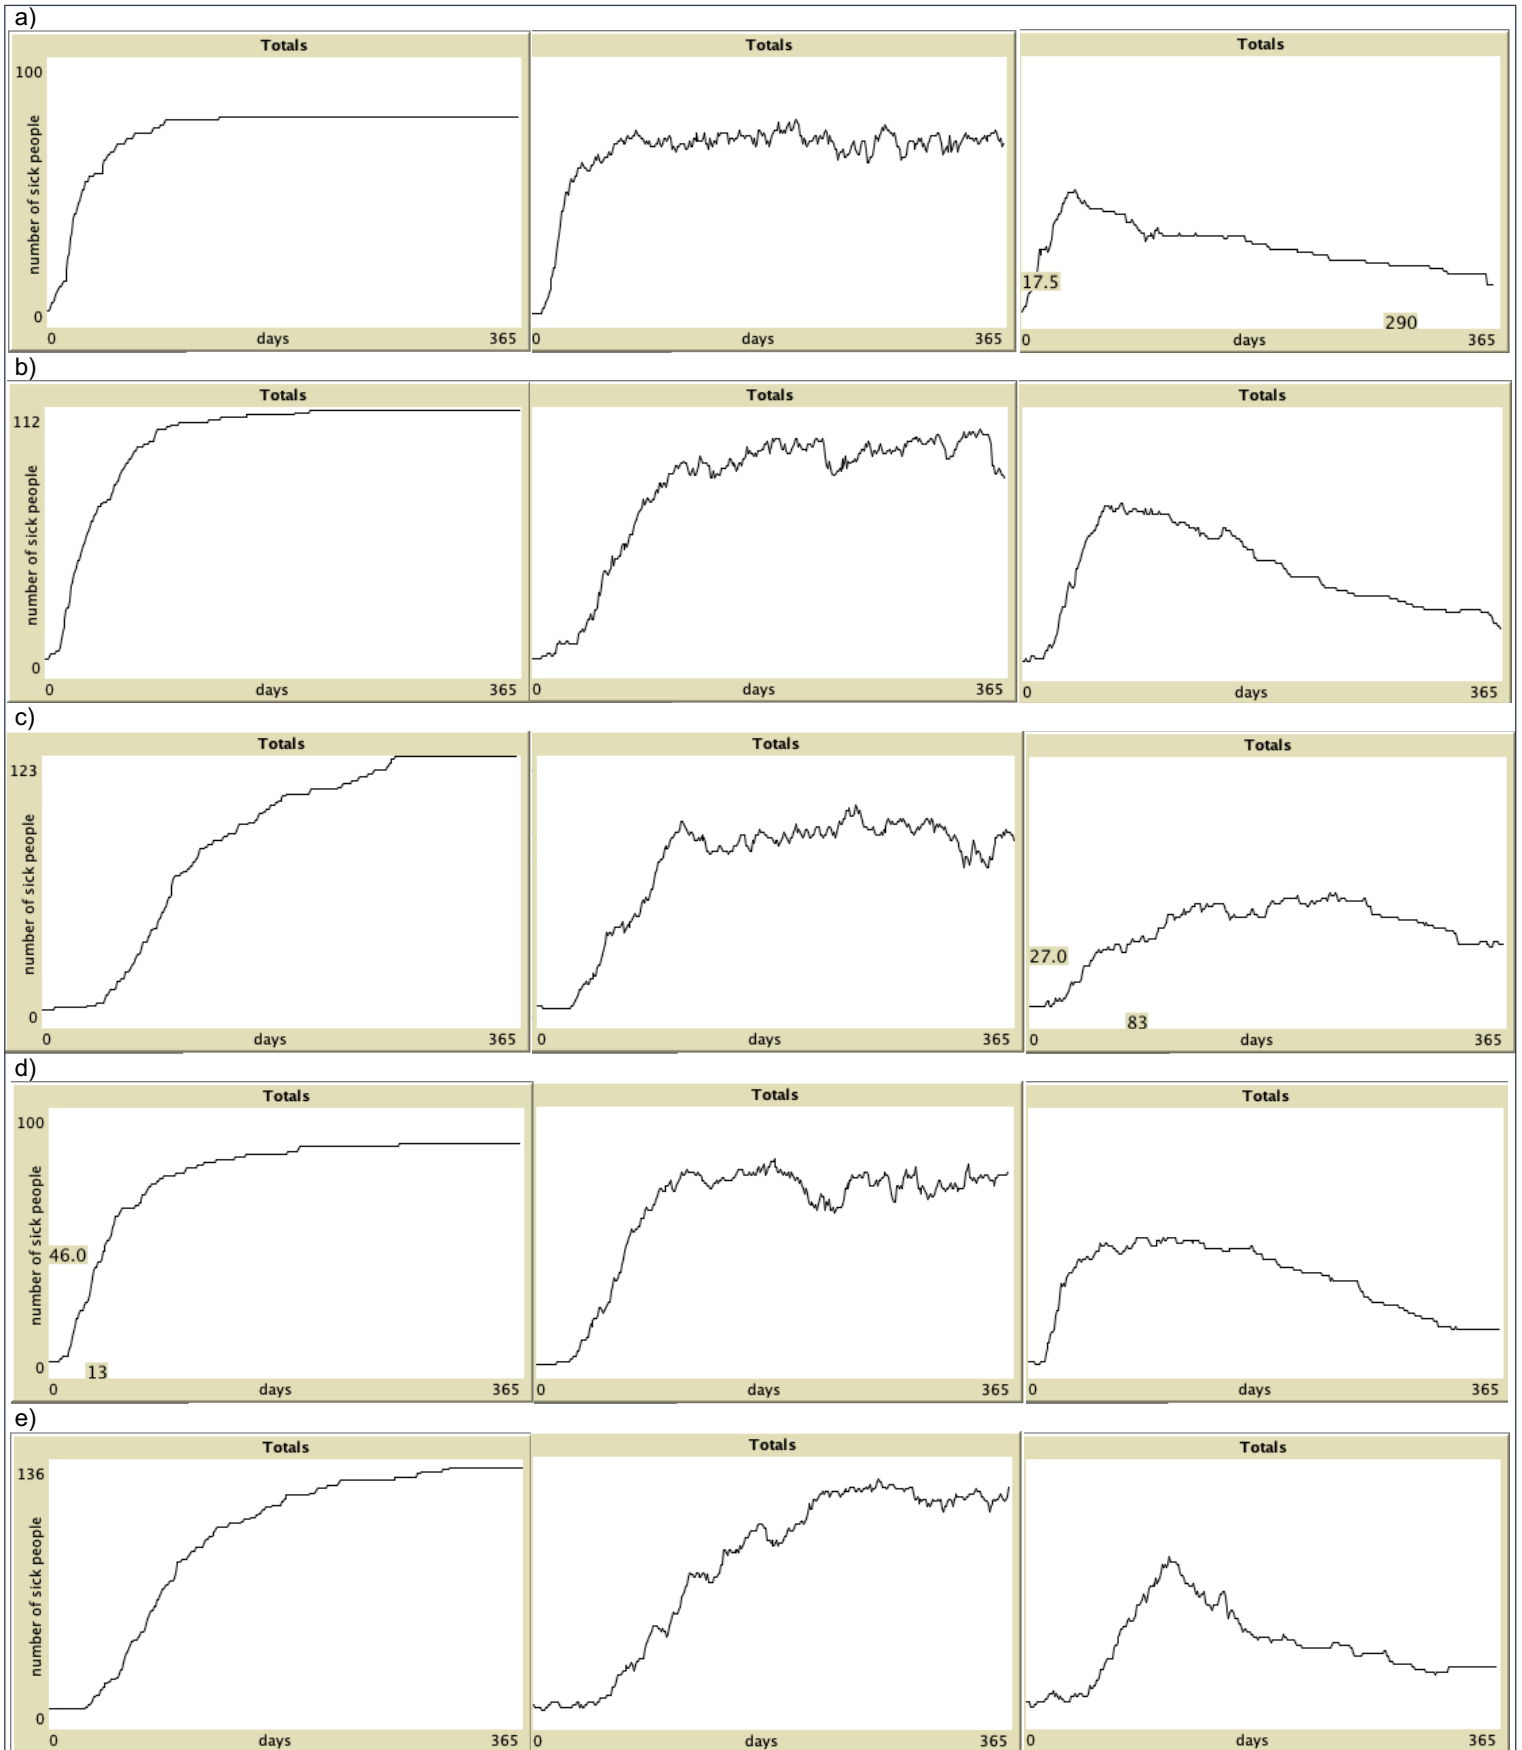 a)
Totals Totals Totals
100
number of sick people
17.5
0
290
0 days 365 0 days 365 0 days 365
b)
Totals Totals Totals
112
number of sick people
0
0 days 365 0 days 365 0 days 365
c)
Totals Totals Totals
123
number of sick people
27.0
0
83
0 days 365 0 days 365 0 days 365
d)
Totals Totals Totals
100
number of sick people
46.0
0
13
0 days 365 0 days 365 0 days 365
e)
Totals Totals Totals
136
number of sick people
0
0 days 365 0 days 365 0 days 365